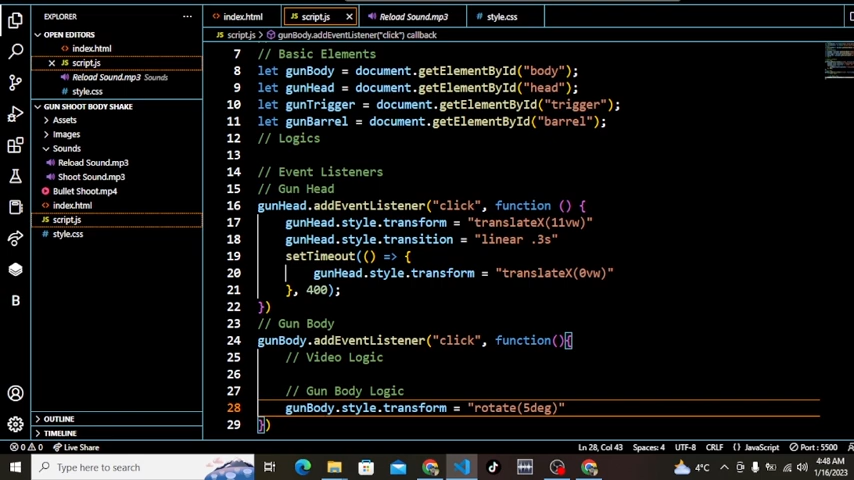 EXPLORER
OPEN EDITORS
index.html
script.js
Reload Sound.mp3 Sounds
style.css
GUN SHOOT BODY SHAKE
Assets
Images
Sounds
Reload Sound.mp3
Shoot Sound.mp3
Bullet Shoot.mp4
index.html
JS script.js
style.css
OUTLINE
TIMELINE
B
index.html
JS script.js
Reload Sound.mp3
style.css
JS script.js > gunBody.addEventListener("click") callback
7 // Basic Elements
8 let gunBody = document.getElementById("body");
9 let gunHead = document.getElementById("head");
10 let gunTrigger = document.getElementById("trigger");
11 let gunBarrel = document.getElementById("barrel");
12 // Logics
13
14 // Event Listeners
15 // Gun Head
16 gunHead.addEventListener("click", function () {
17 gunHead.style.transform = "translateX(11vw)"
18 gunHead.style.transition = "linear .3s"
19 setTimeout(() => {
20 gunHead.style.transform = "translateX(0vw)"
21 }, 400);
22 })
23 // Gun Body
24 gunBody.addEventListener("click", function(){
25 // Video Logic
26
27 // Gun Body Logic
28 gunBody.style.transform = "rotate(5deg)"
29 })
0 0 Live Share
Ln 28, Col 43 Spaces: 4 UTF-8 CRLF {} JavaScript Port : 5500
Type here to search
4°C
4:48 AM
1/16/2023